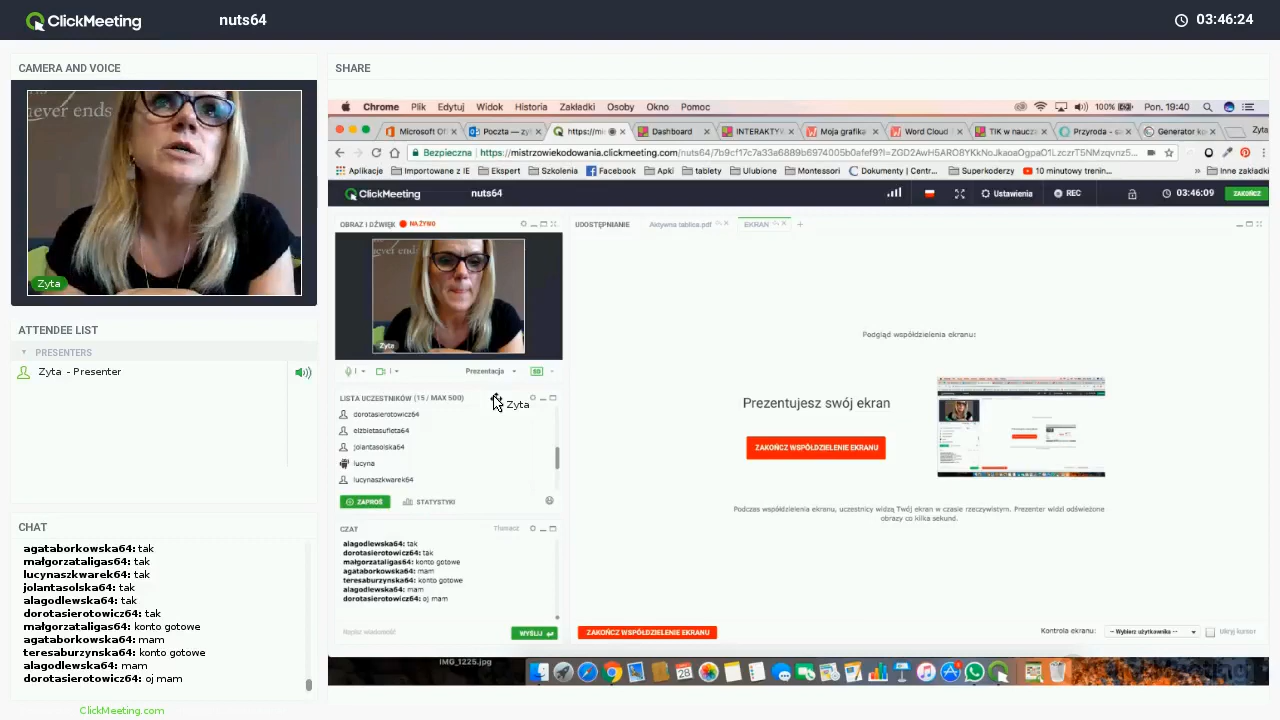 ClickMeeting
nuts64
03:46:24
CAMERA AND VOICE
never ends
Zyta
ATTENDEE LIST
PRESENTERS
Zyta - Presenter
CHAT
agataborkowska64: tak
małgorzataligas64: tak
lucynaszkwarek64: tak
jolantasolska64: tak
alagodlewska64: tak
dorotasierotowicz64: tak
małgorzataligas64: konto gotowe
agataborkowska64: mam
teresaburzynska64: konto gotowe
alagodlewska64: mam
dorotasierotowicz64: oj mam
ClickMeeting.com
SHARE
Chrome Plik Edytuj Widok Historia Zakładki Osoby Okno Pomoc
100% Pon. 19:40
Microsoft Of Poczta — zyt https://mi Dashboard INTERAKTYW Moja grafika Word Cloud TIK w naucz Przyroda - sa Generator k Zyta
Bezpieczna
Aplikacje Importowane z IE Ekspert Szkolenia Facebook Apki tablety Ulubione Montessori Dokumenty | Centr... Superkoderzy 10 minutowy trenin... Inne zakładki
ClickMeeting nuts64 Ustawienia REC 03:46:09 ZAKOŃCZ
OBRAZ I DŹWIĘK NA ŻYWO
UDOSTĘPNIANIE Aktywna tablica.pdf EKRAN +
never ends
Zyta
Prezentacja SD
LISTA UCZESTNIKÓW (15 / MAX 500)
Zyta
dorotasierotowicz64
elzbietasufleta64
jolantasolska64
lucyna
lucynaszkwarek64
ZAPROŚ STATYSTYKI
CZAT Tłumacz
alagodlewska64: tak
dorotasierotowicz64: tak
małgorzataligas64: konto gotowe
agataborkowska64: mam
teresaburzynska64: konto gotowe
alagodlewska64: mam
dorotasierotowicz64: oj mam
Napisz wiadomość
WYŚLIJ
Podgląd współdzielenia ekranu:
Prezentujesz swój ekran
ZAKOŃCZ WSPÓŁDZIELENIE EKRANU
Podczas współdzielenia ekranu, uczestnicy widzą Twój ekran w czasie rzeczywistym. Prezenter widzi odświeżone
obrazy co kilka sekund.
ZAKOŃCZ WSPÓŁDZIELENIE EKRANU
Kontrola ekranu: -- Wybierz użytkownika -- Ukryj kursor
IMG_1225.jpg
28